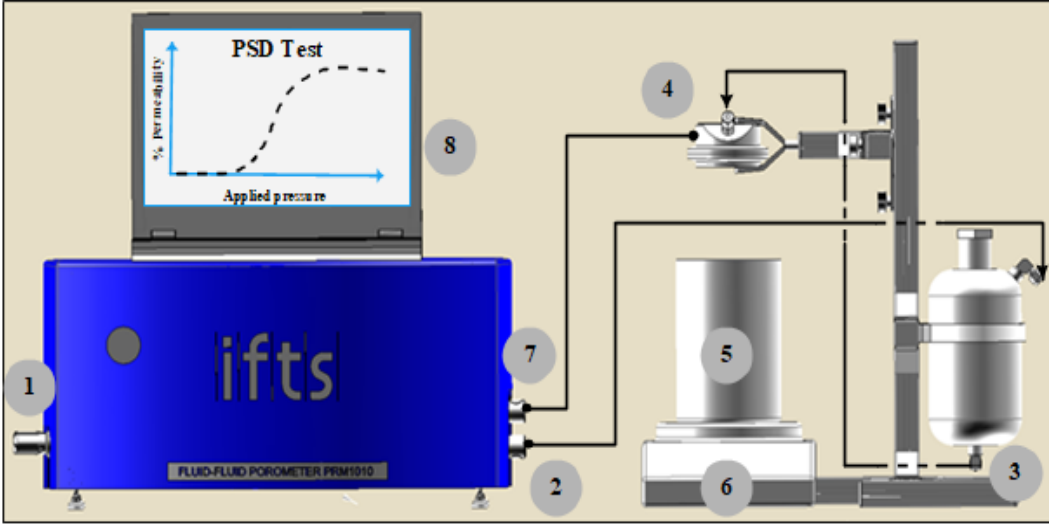 PSD Test
% Permeability
Applied pressure
8
4
1
ifts
7
5
FLUID-FLUID POROMETER PRM1010
2
6
3